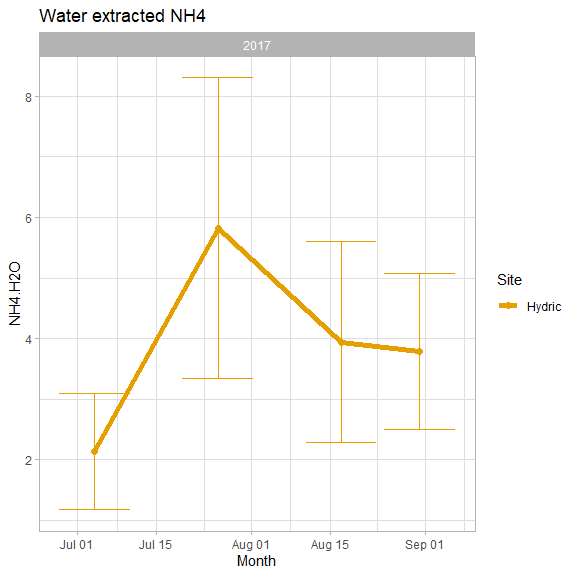 Water extracted NH4
2017
8
6
4
2
NH4.H2O
Jul 01 Jul 15 Aug 01 Aug 15 Sep 01
Month
Site
Hydric